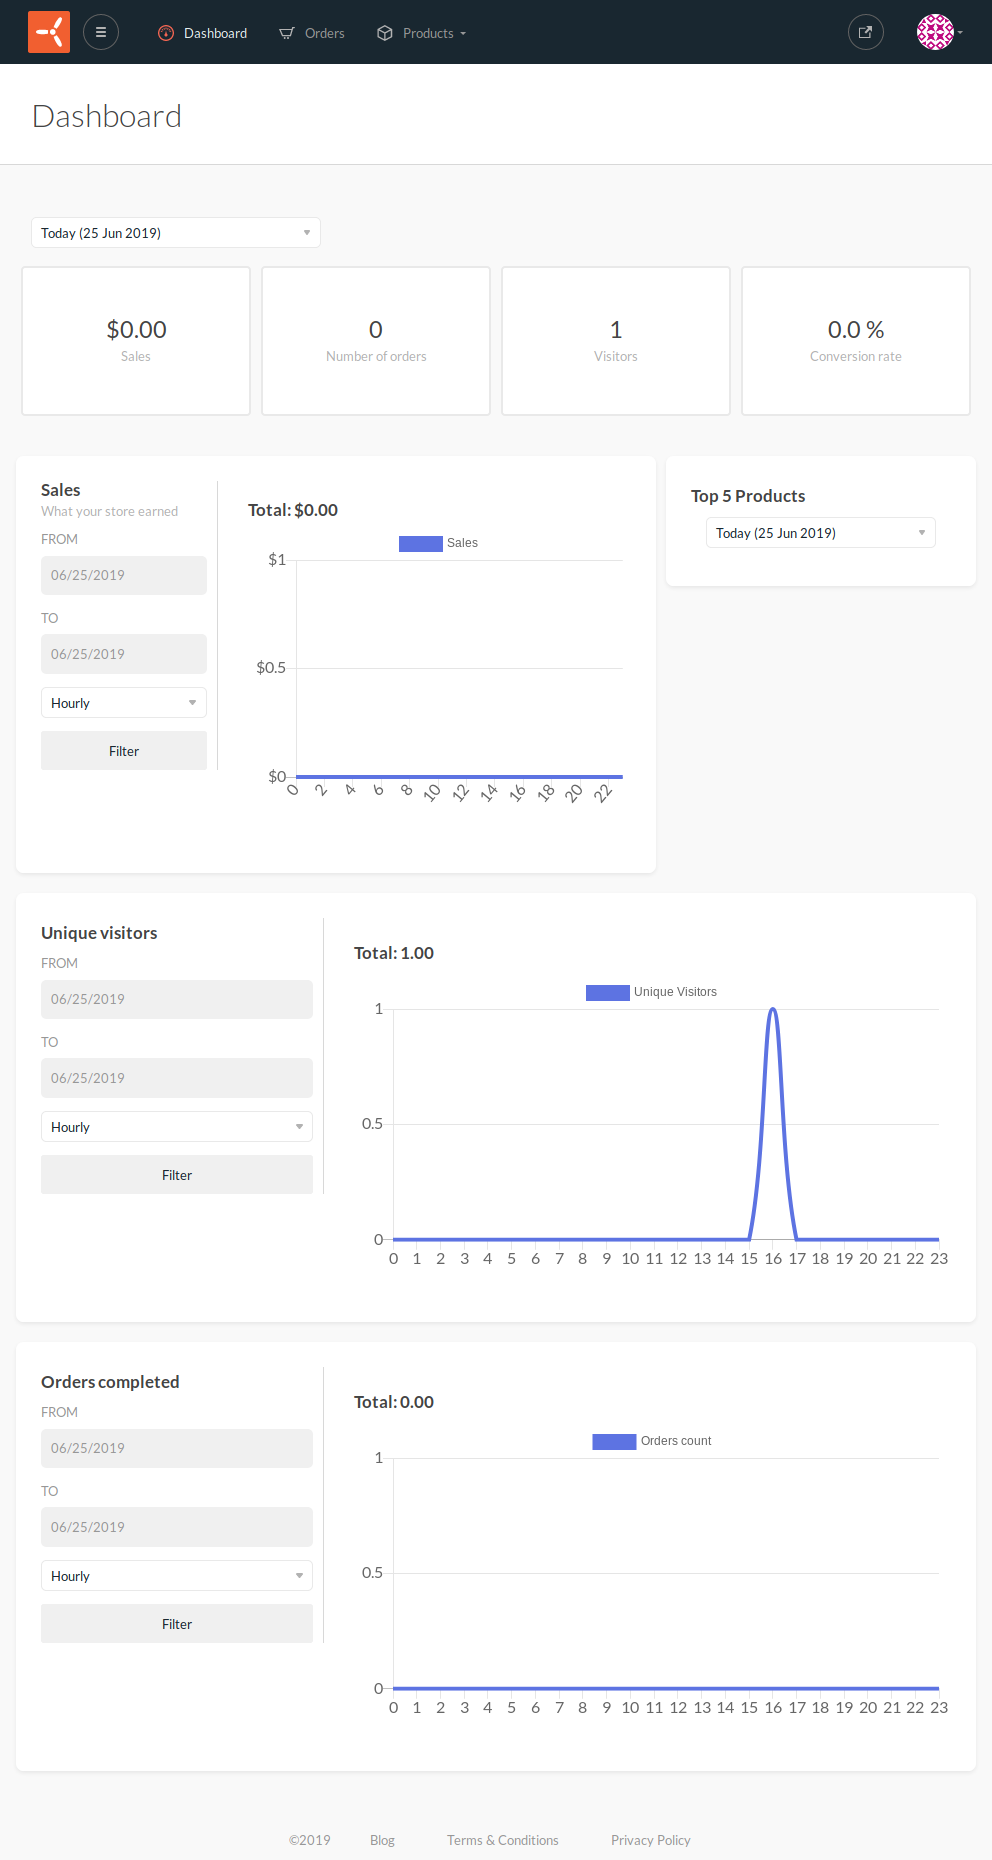 Dashboard Orders Products
Dashboard
Today (25 Jun 2019)
$0.00 0 1 0.0 %
Sales Number of orders Visitors Conversion rate
Sales
What your store earned
FROM
06/25/2019
TO
06/25/2019
Hourly
Filter
Total: $0.00
Sales
$1
$0.5
$0
0 2 4 6 8 10 12 14 16 18 20 22
Top 5 Products
Today (25 Jun 2019)
Unique visitors
FROM
06/25/2019
TO
06/25/2019
Hourly
Filter
Total: 1.00
Unique Visitors
1
0.5
0
0 1 2 3 4 5 6 7 8 9 10 11 12 13 14 15 16 17 18 19 20 21 22 23
Orders completed
FROM
06/25/2019
TO
06/25/2019
Hourly
Filter
Total: 0.00
Orders count
1
0.5
0
0 1 2 3 4 5 6 7 8 9 10 11 12 13 14 15 16 17 18 19 20 21 22 23
©2019 Blog Terms & Conditions Privacy Policy